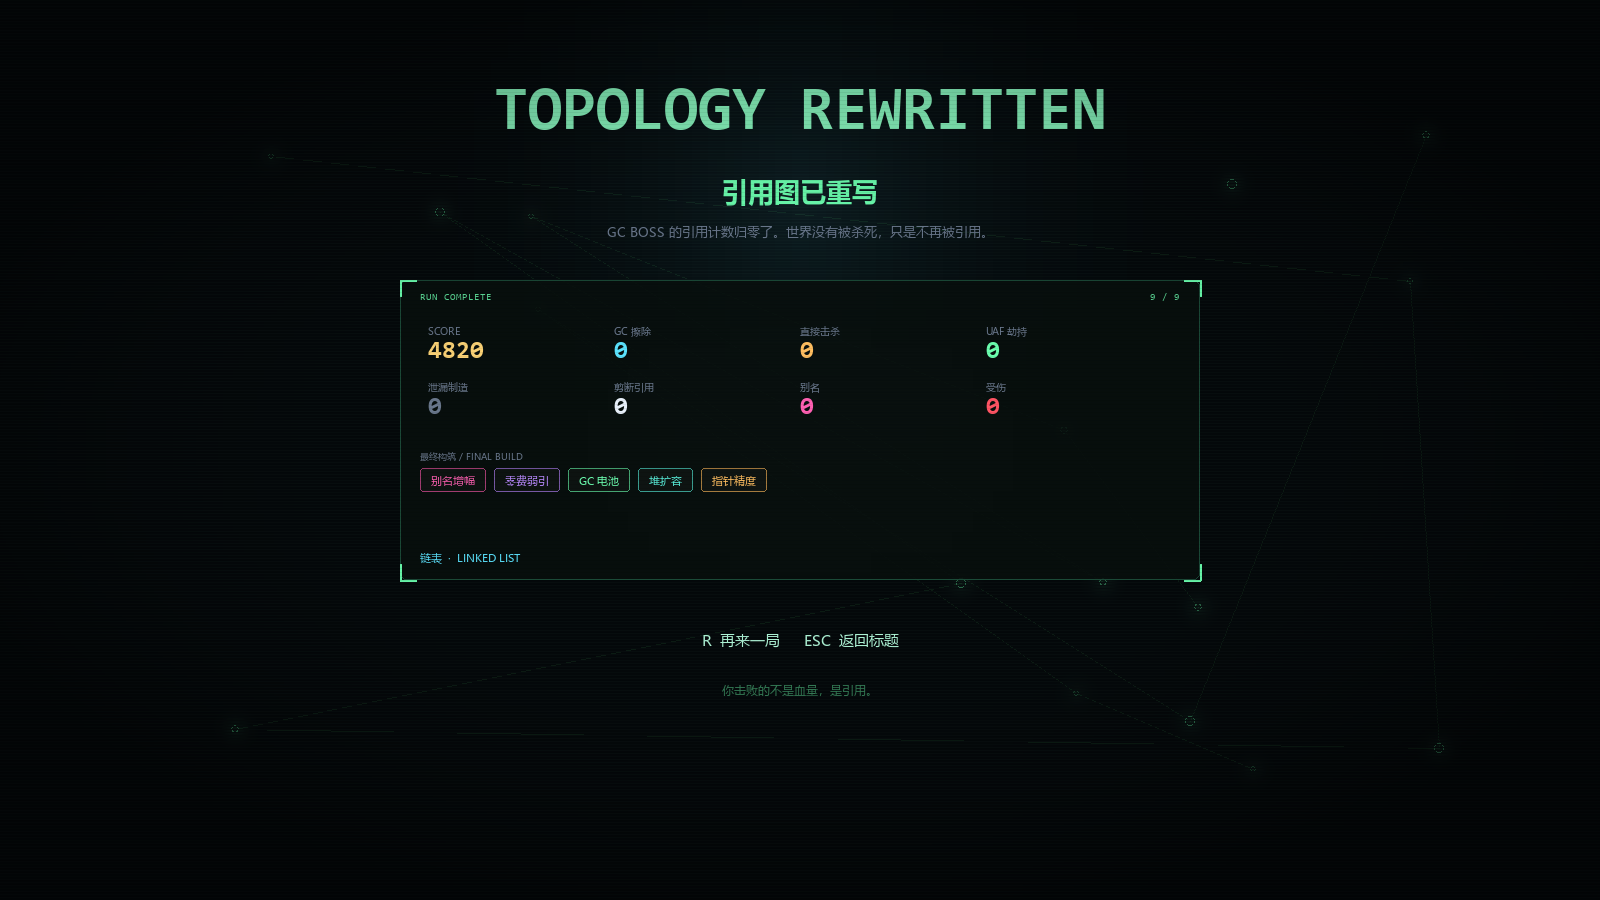 TOPOLOGY REWRITTEN
引用图已重写
GC BOSS 的引用计数归零了。世界没有被杀死，只是不再被引用。
RUN COMPLETE 9 / 9
SCORE GC 擦除 直接击杀 UAF 劫持
4820 0 0 0
泄漏制造 剪断引用 别名 受伤
0 0 0 0
最终构筑 / FINAL BUILD
别名增幅 零费弱引 GC 电池 堆扩容 指针精度
链表 · LINKED LIST
R 再来一局 ESC 返回标题
你击败的不是血量，是引用。